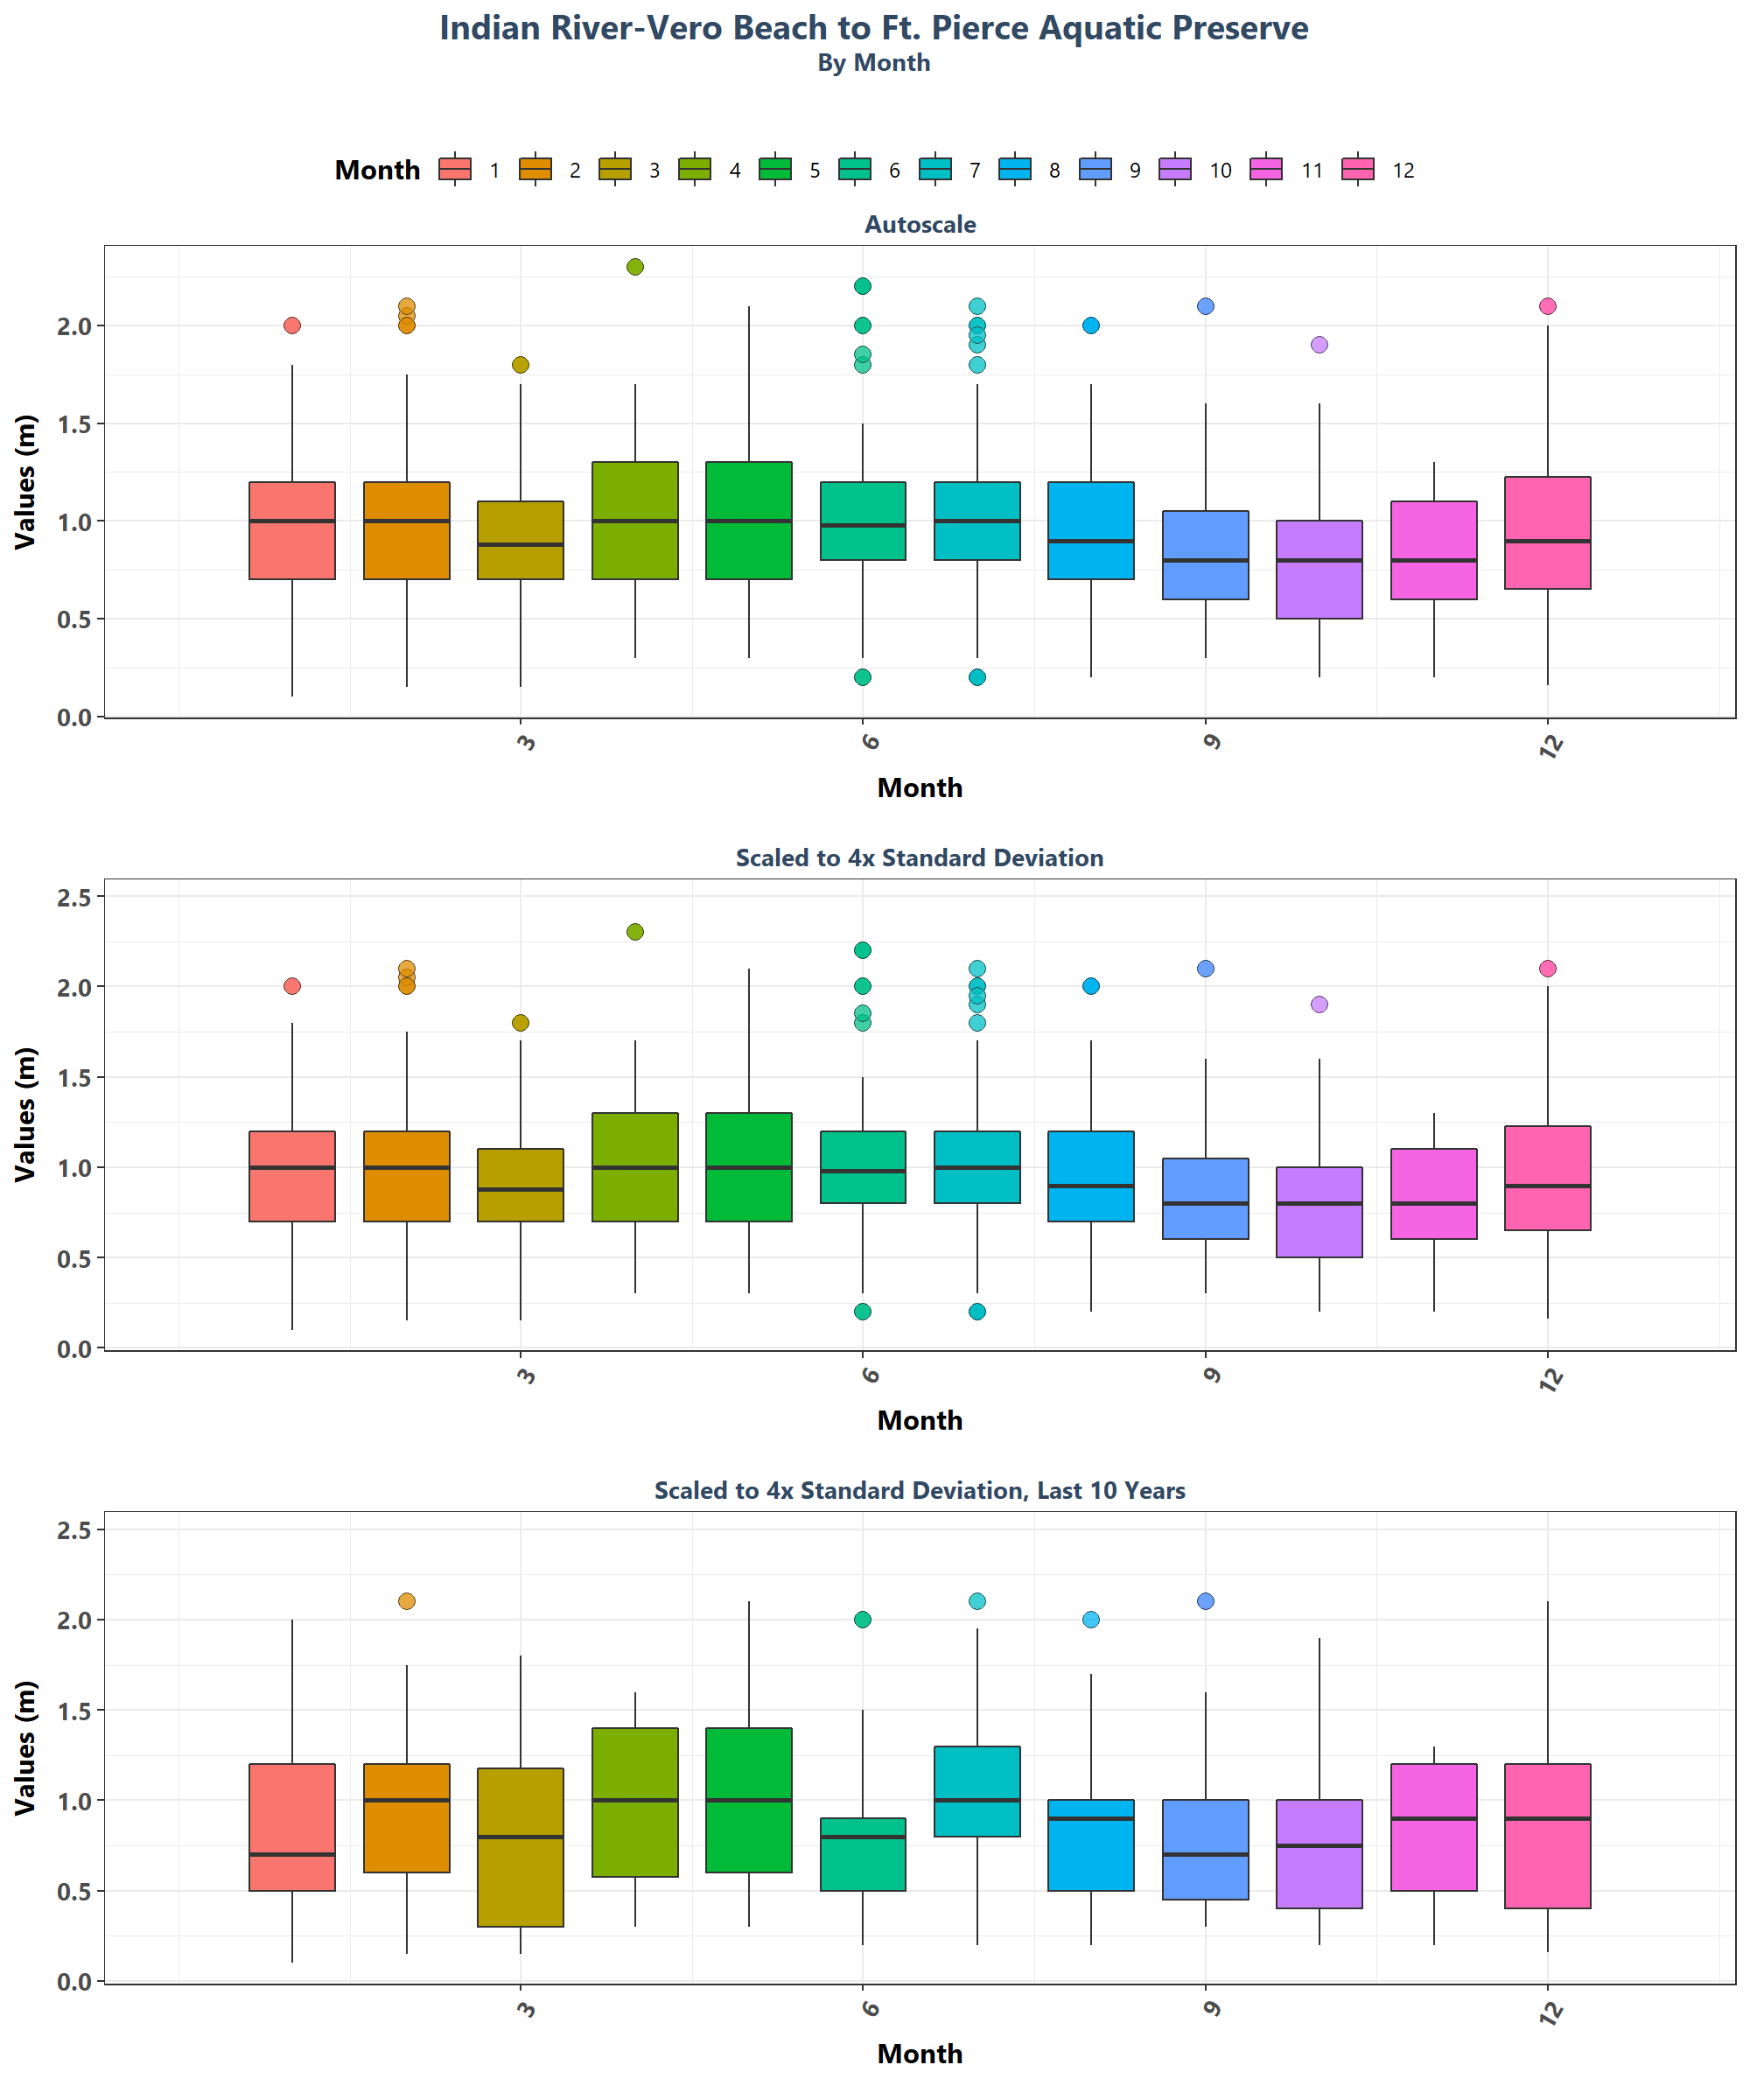 Indian River-Vero Beach to Ft. Pierce Aquatic Preserve
By Month
Month 1 2 3 4 5 6 7 8 9 10 11 12
Autoscale
Values (m)
2.0
1.5
1.0
0.5
0.0
3 6 9 12
Month
Scaled to 4x Standard Deviation
Values (m)
2.5
2.0
1.5
1.0
0.5
0.0
3 6 9 12
Month
Scaled to 4x Standard Deviation, Last 10 Years
Values (m)
2.5
2.0
1.5
1.0
0.5
0.0
3 6 9 12
Month